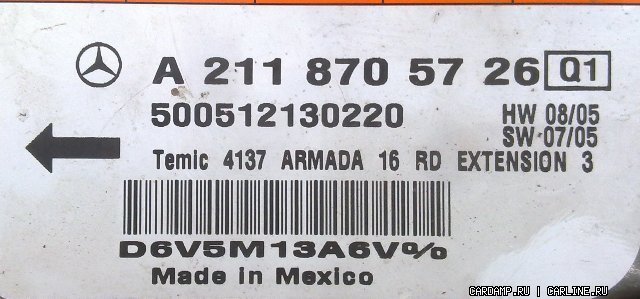 A 211 870 57 26 Q1
500512130220 HW 08/05
SW 07/05
Temic 4137 ARMADA 16 RD EXTENSION 3
D6V5M13A6V%
Made in Mexico
CARDAMP.RU | CARLINE.RU